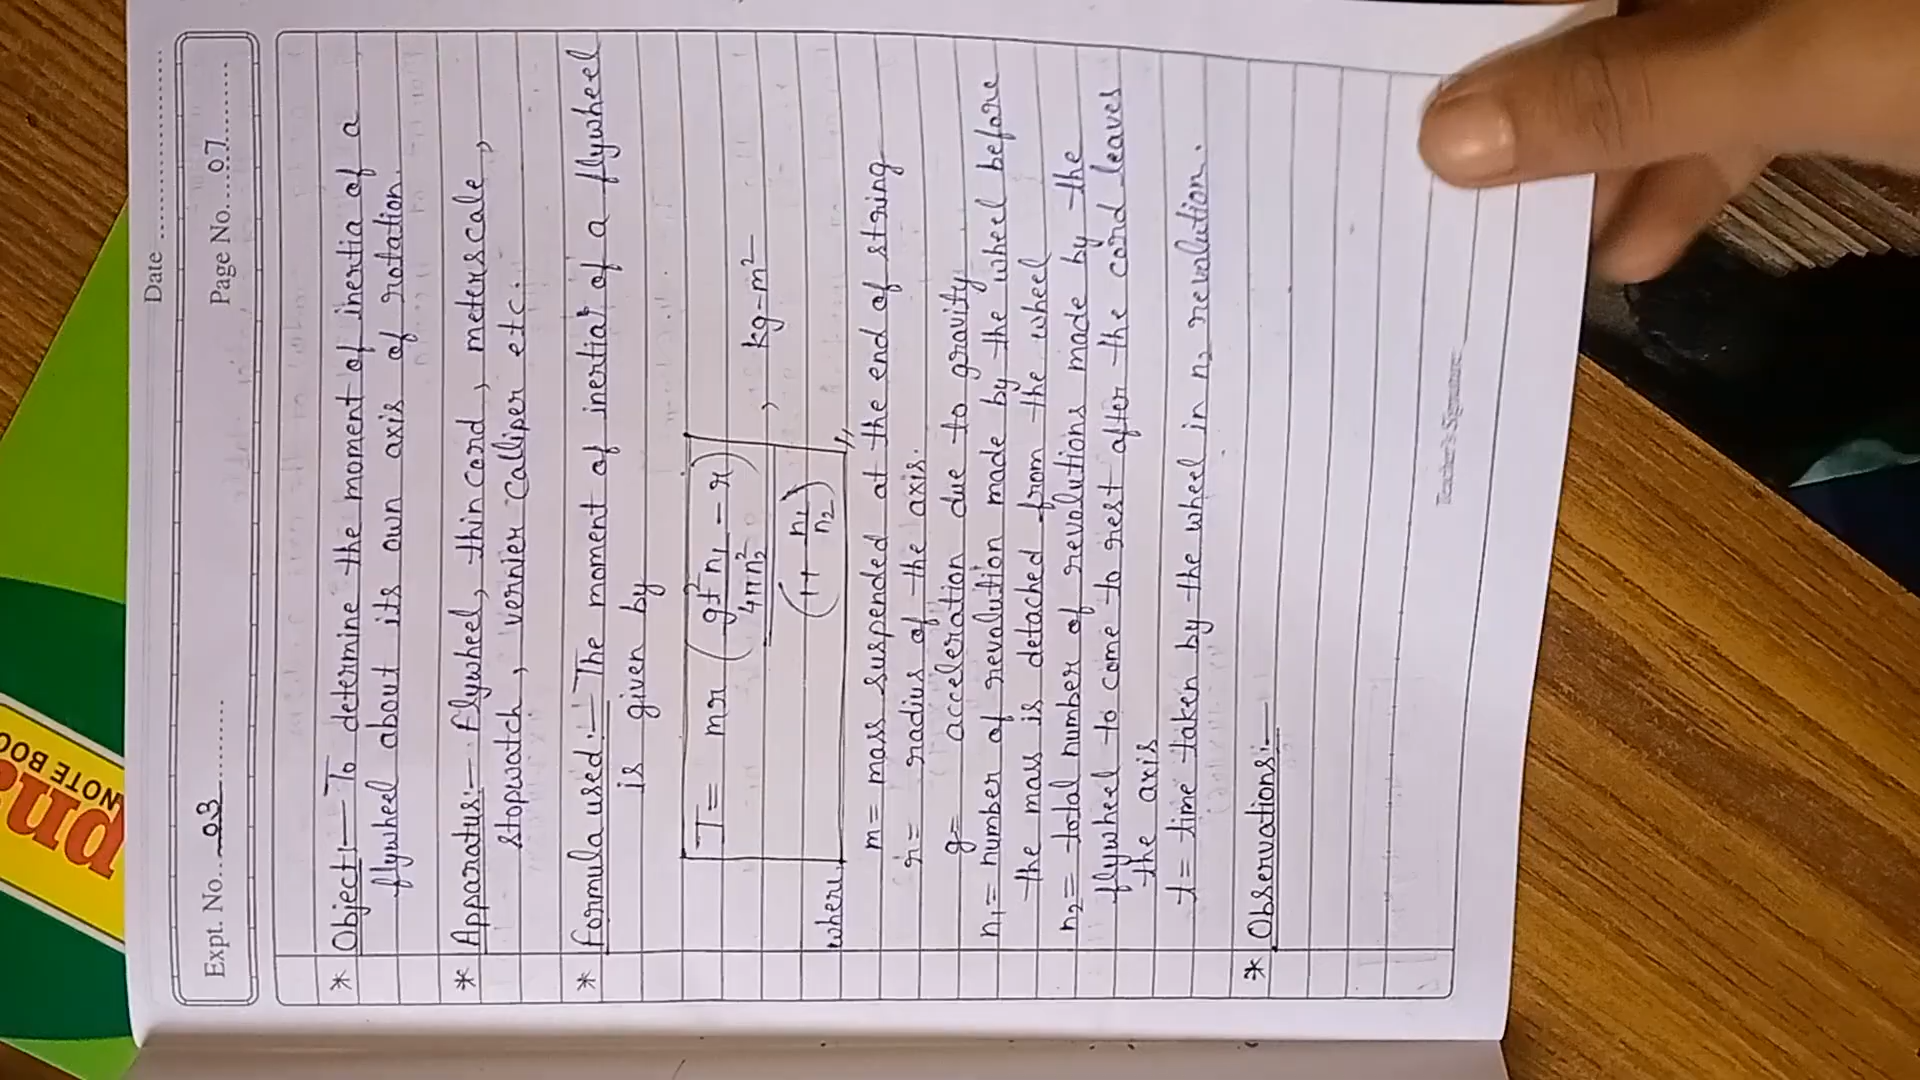 Date
Expt. No. 03
Page No. 07
* Object:- To determine the moment of inertia of a
flywheel about its own axis of rotation.
* Apparatus:- flywheel, thin cord, meterscale,
stopwatch, vernier calliper etc.
* Formula used:- The moment of inertia of a flywheel
is given by
I = mr (gt² n₁ / 4πn₂² - r) / (1 + n₁/n₂), kg-m²
where,
m = mass suspended at the end of string
r = radius of the axis.
g = acceleration due to gravity
n₁ = number of revolution made by the wheel before
the mass is detached from the wheel
n₂ = total number of revolutions made by the
flywheel to come to rest after the cord leaves
the axis
t = time taken by the wheel in n₂ revolution.
* Observations:-
Teacher's Signature
NOTE BOO